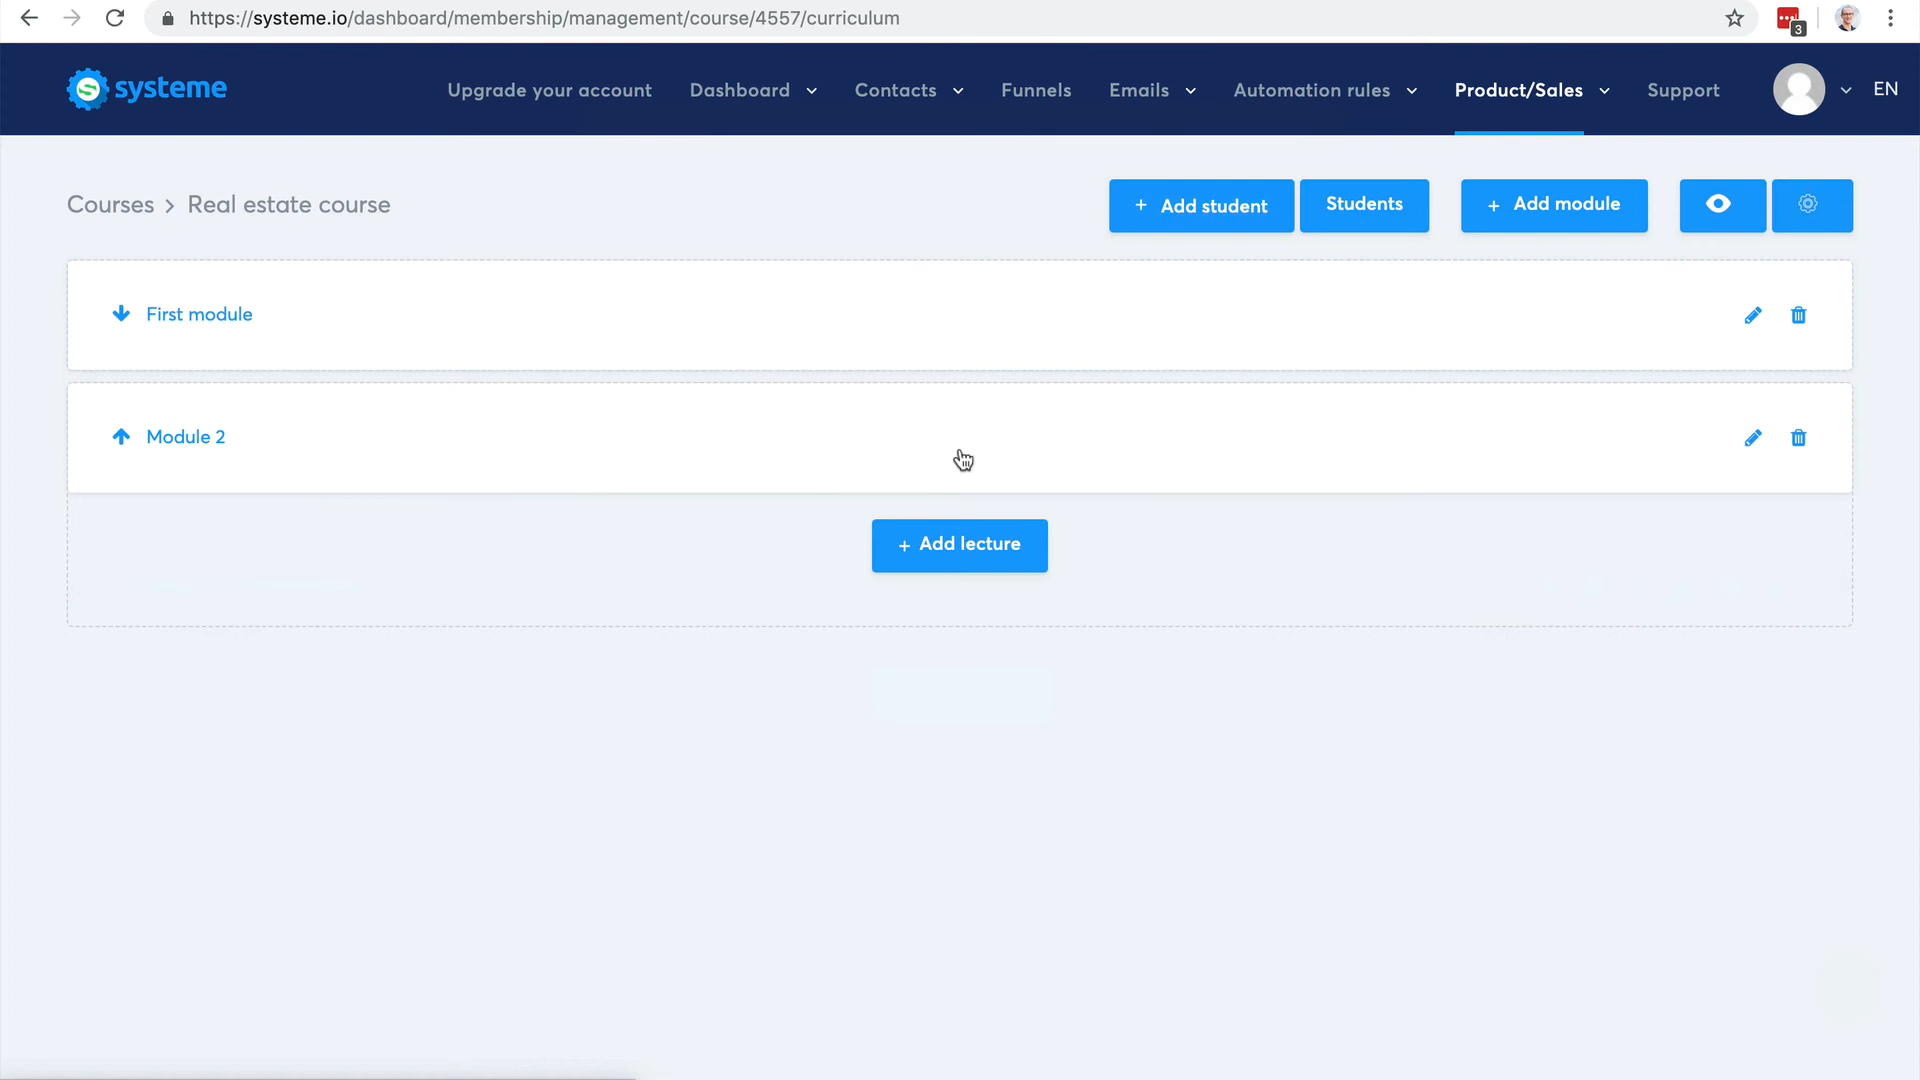 https://systeme.io/dashboard/membership/management/course/4557/curriculum
3
systeme
Upgrade your account
Dashboard
Contacts
Funnels
Emails
Automation rules
Product/Sales
Support
EN
Courses > Real estate course
+ Add student
Students
+ Add module
First module
Module 2
+ Add lecture